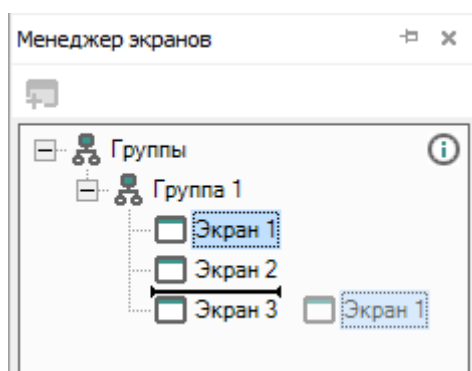 Менеджер экранов
Группы
Группа 1
Экран 1
Экран 2
Экран 3 Экран 1